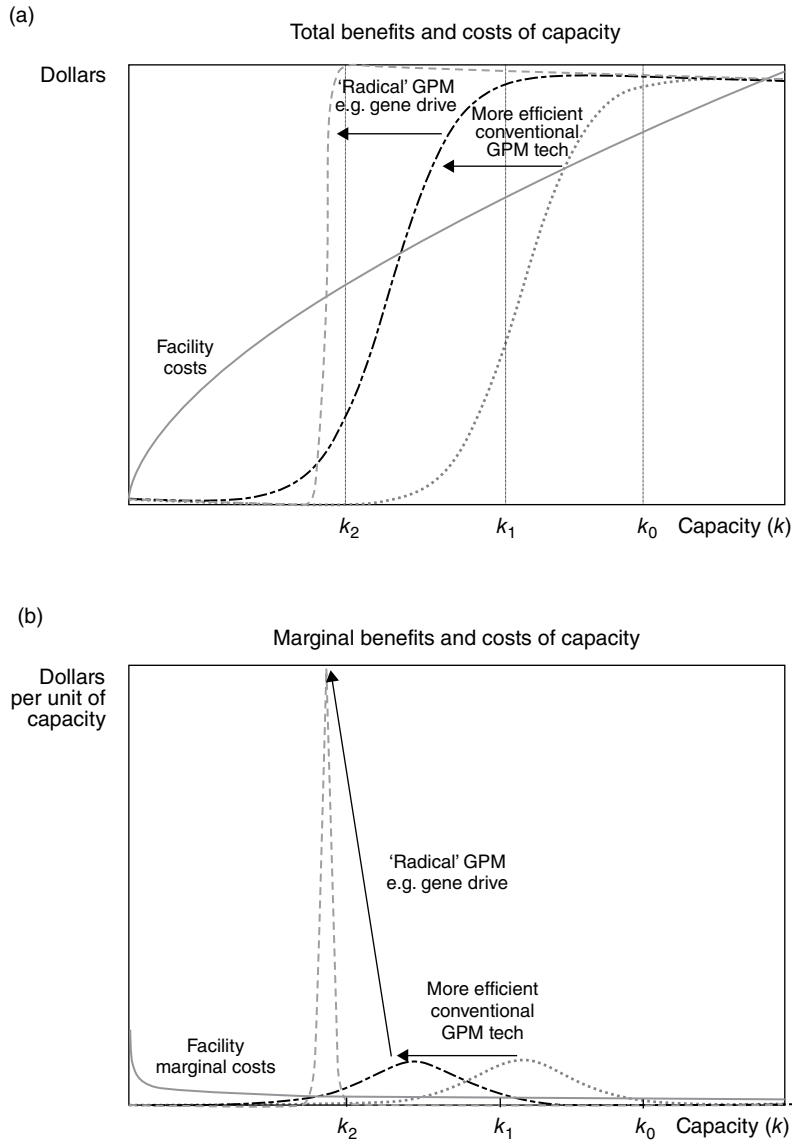 (a)
Total benefits and costs of capacity
Dollars
‘Radical’ GPM
e.g. gene drive
More efficient
conventional
GPM tech
Facility
costs
k2
k1
k0
Capacity (k)
(b)
Marginal benefits and costs of capacity
Dollars
per unit of
capacity
‘Radical’ GPM
e.g. gene drive
More efficient
conventional
GPM tech
Facility
marginal costs
k2
k1
k0
Capacity (k)